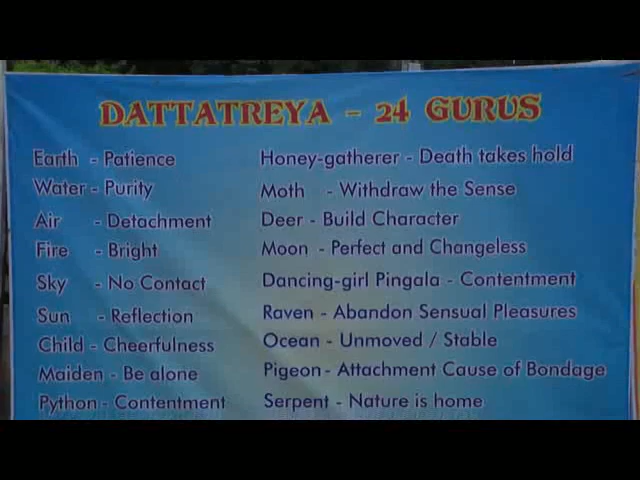 DATTATREYA - 24 GURUS
Earth - Patience
Water - Purity
Air - Detachment
Fire - Bright
Sky - No Contact
Sun - Reflection
Child - Cheerfulness
Maiden - Be alone
Python - Contentment
Honey-gatherer - Death takes hold
Moth - Withdraw the Sense
Deer - Build Character
Moon - Perfect and Changeless
Dancing-girl Pingala - Contentment
Raven - Abandon Sensual Pleasures
Ocean - Unmoved / Stable
Pigeon - Attachment Cause of Bondage
Serpent - Nature is home